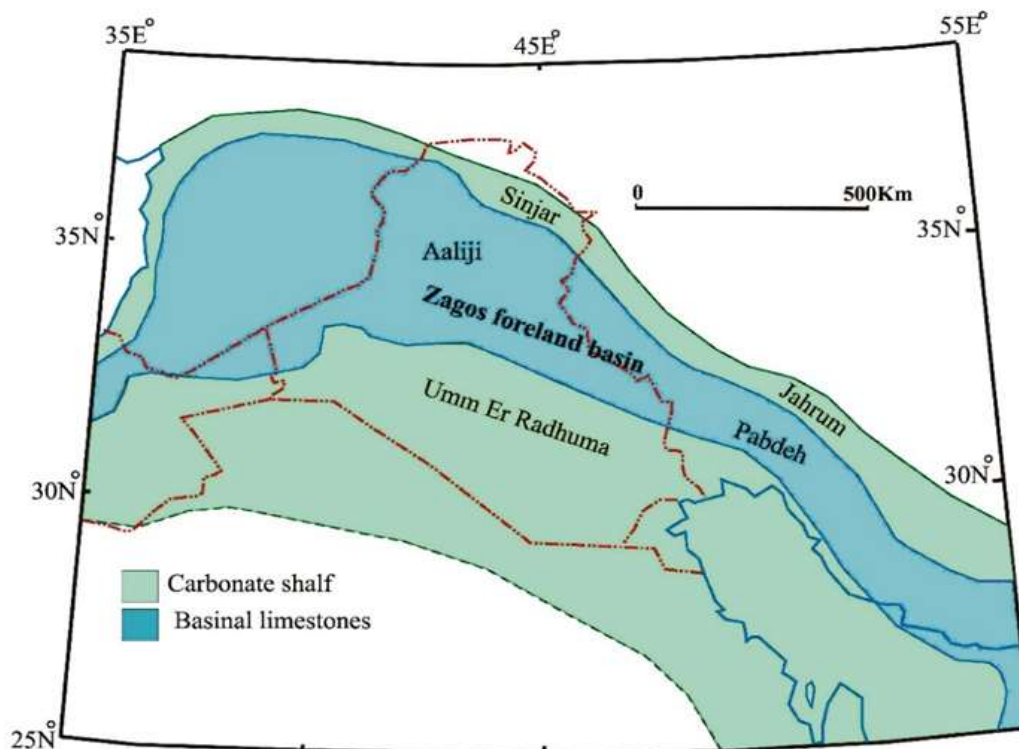 35E°
45E°
55E°
0 500Km
Sinjar
35N°
35N°
Aaliji
Zagos foreland basin
Jahrum
Umm Er Radhuma
Pabdeh
30N°
30N°
Carbonate shalf
Basinal limestones
25N°